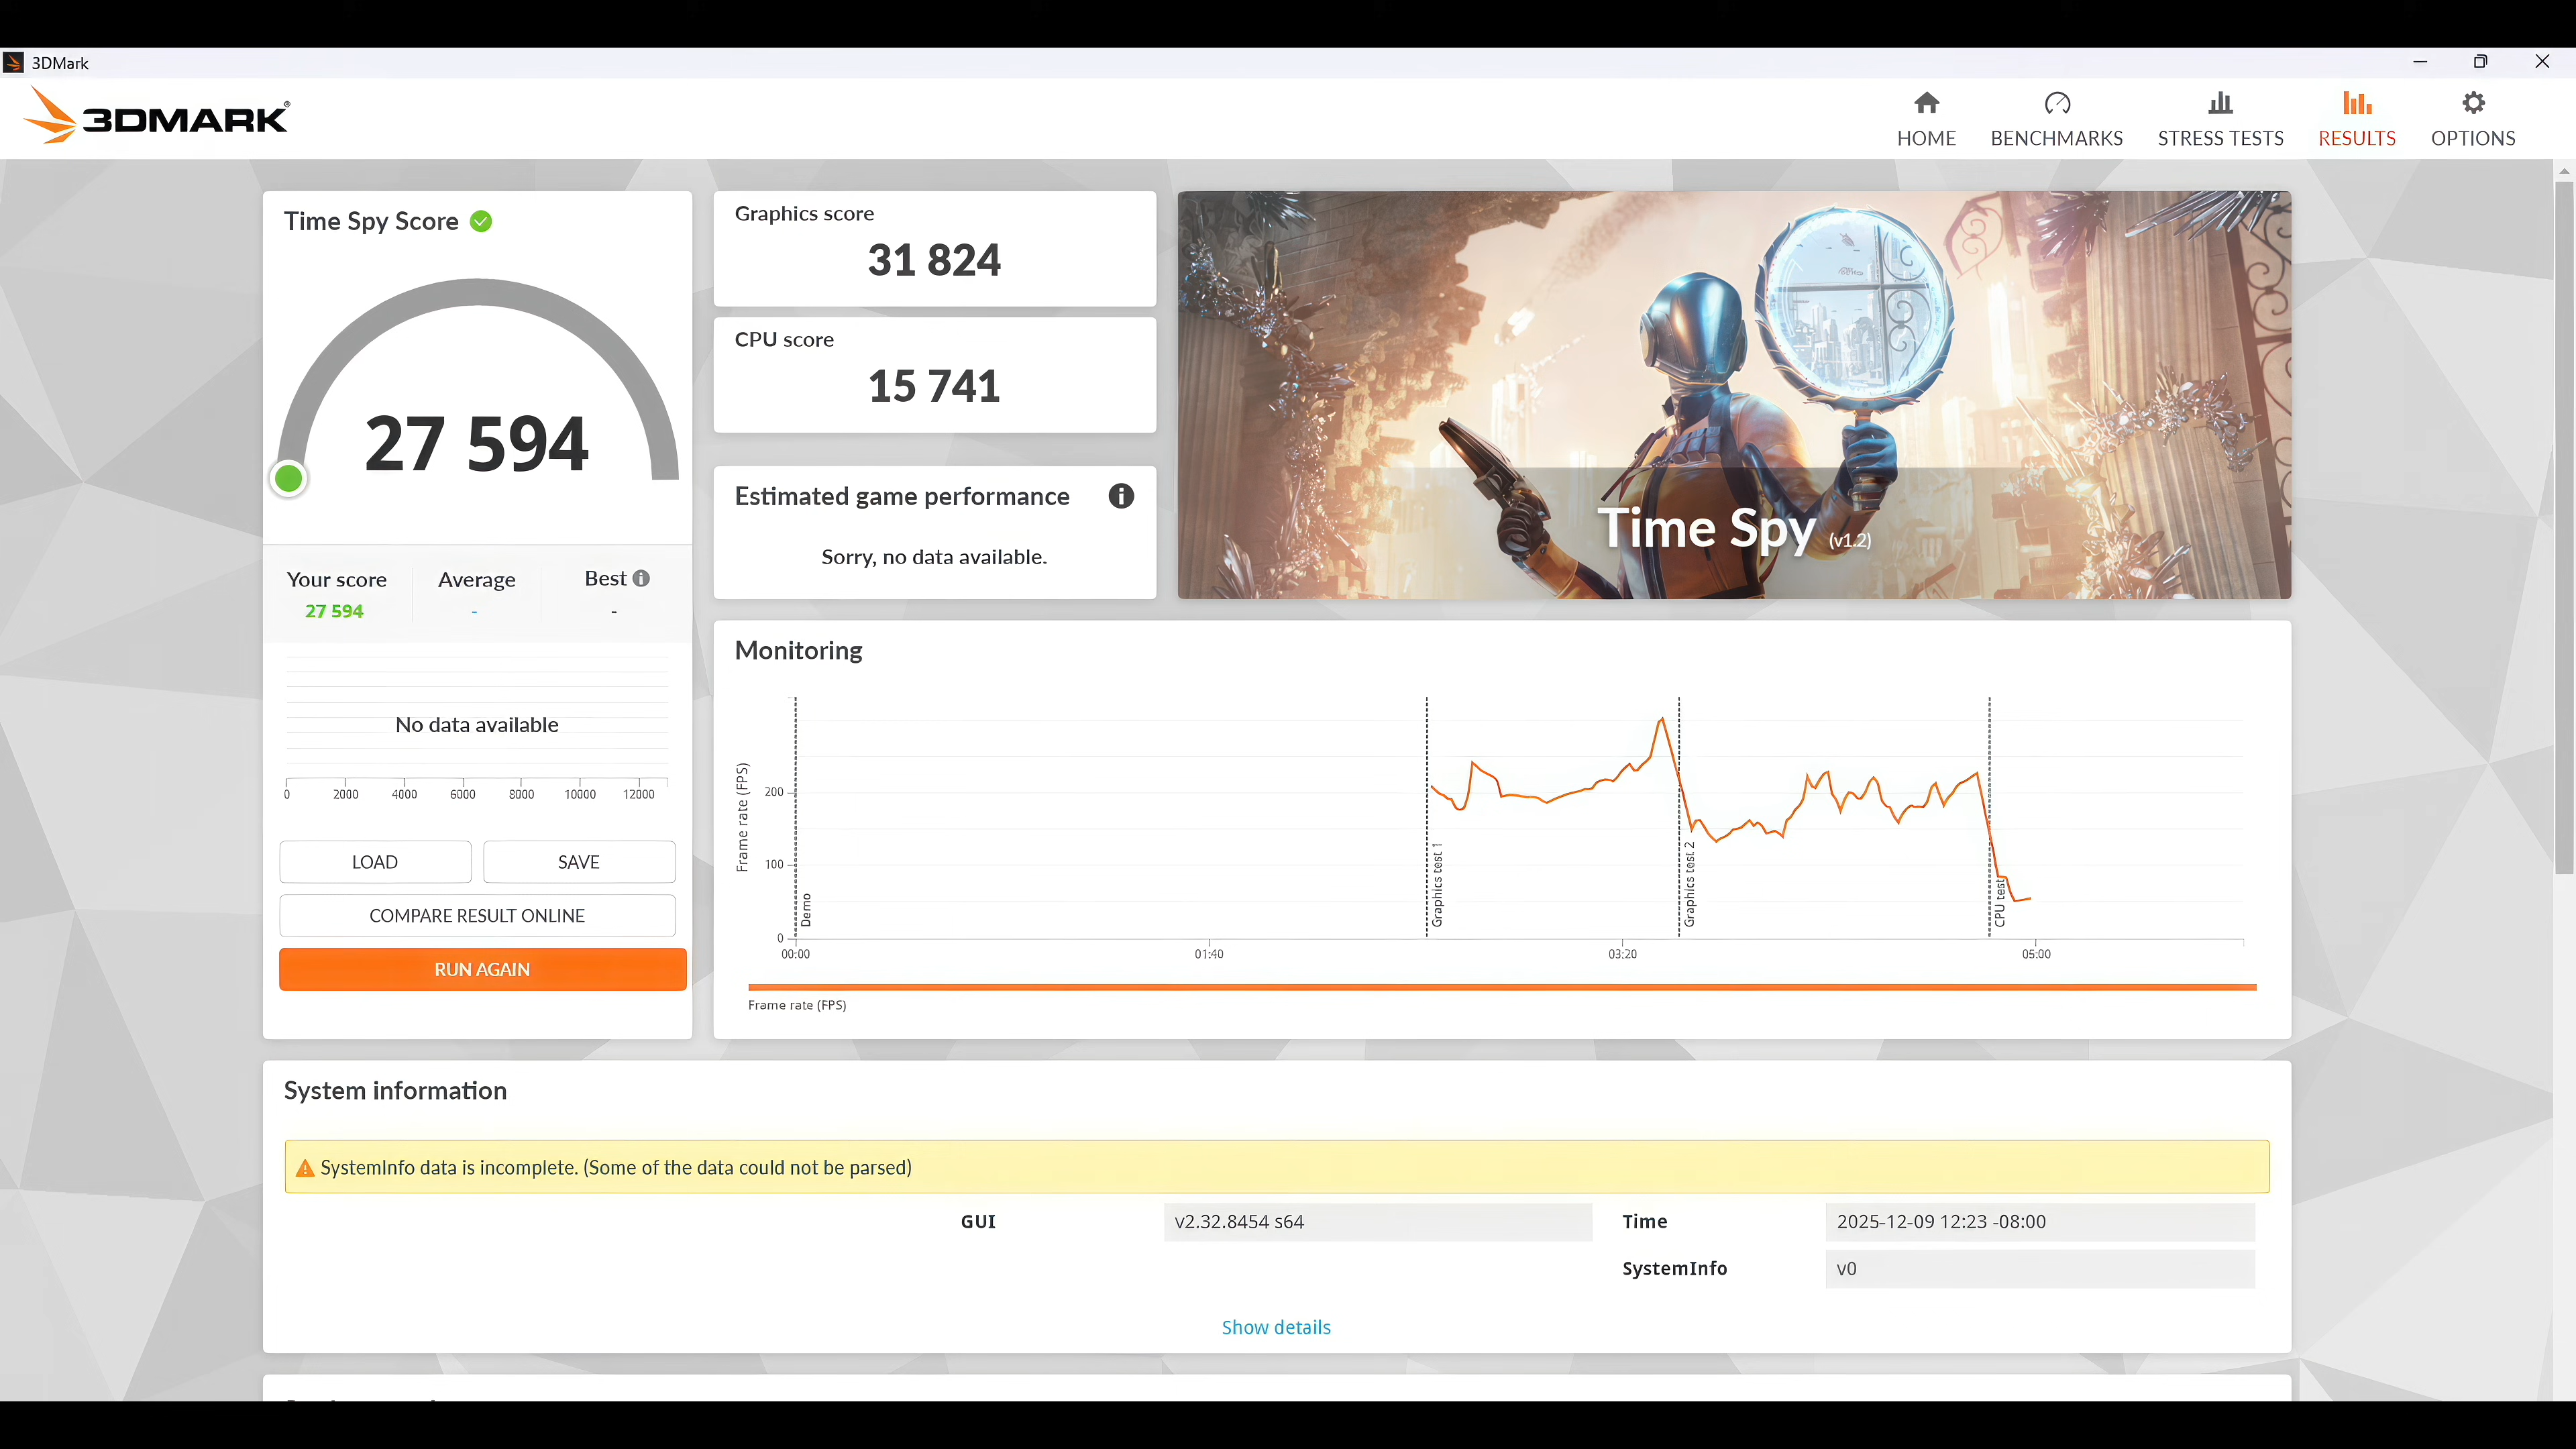 3DMark
3DMARK®
HOME
BENCHMARKS
STRESS TESTS
RESULTS
OPTIONS
Time Spy Score
27 594
Your score
27 594
Average
-
Best
-
No data available
0 2000 4000 6000 8000 10000 12000
LOAD
SAVE
COMPARE RESULT ONLINE
RUN AGAIN
Graphics score
31 824
CPU score
15 741
Estimated game performance
Sorry, no data available.
Time Spy (v1.2)
Monitoring
Frame rate (FPS)
200
100
0
Demo
Graphics test 1
Graphics test 2
CPU test
00:00 01:40 03:20 05:00
Frame rate (FPS)
System information
SystemInfo data is incomplete. (Some of the data could not be parsed)
GUI
v2.32.8454 s64
Time
2025-12-09 12:23 -08:00
SystemInfo
v0
Show details